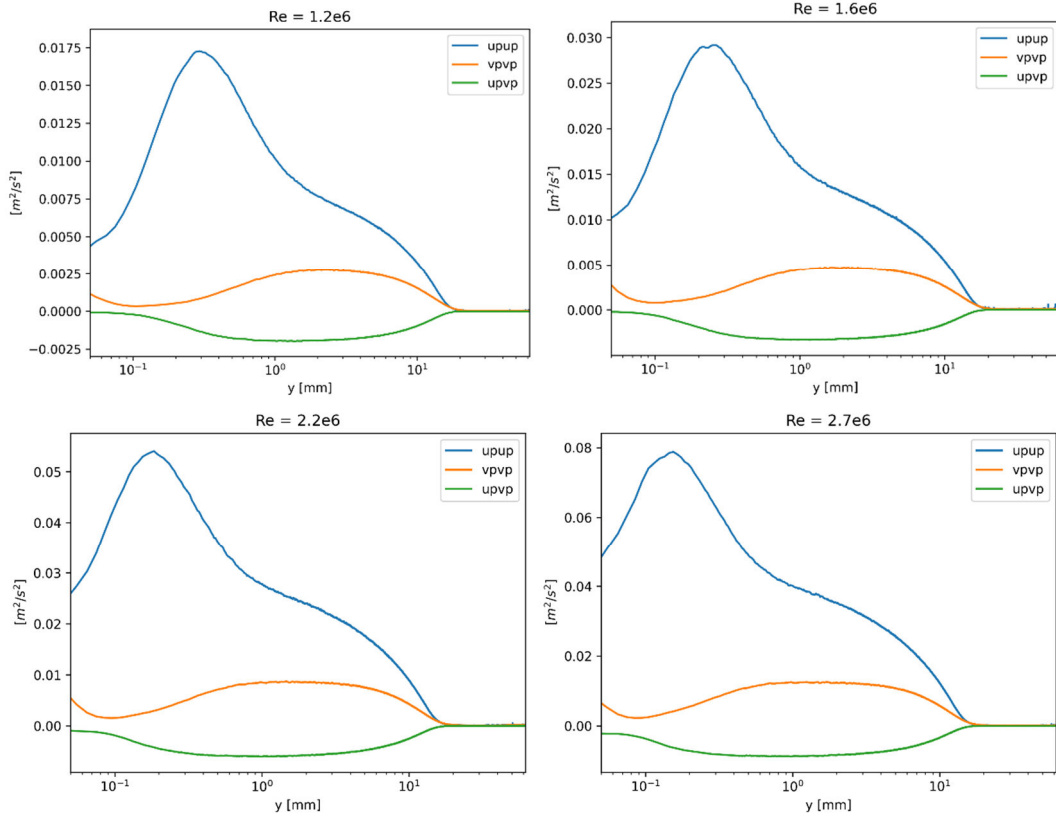 Re = 1.2e6
[m²/s²]
0.0175
0.0150
0.0125
0.0100
0.0075
0.0050
0.0025
0.0000
−0.0025
upup
vpvp
upvp
10⁻¹ 10⁰ 10¹
y [mm]
Re = 1.6e6
[m²/s²]
0.030
0.025
0.020
0.015
0.010
0.005
0.000
upup
vpvp
upvp
10⁻¹ 10⁰ 10¹
y [mm]
Re = 2.2e6
[m²/s²]
0.05
0.04
0.03
0.02
0.01
0.00
upup
vpvp
upvp
10⁻¹ 10⁰ 10¹
y [mm]
Re = 2.7e6
[m²/s²]
0.08
0.06
0.04
0.02
0.00
upup
vpvp
upvp
10⁻¹ 10⁰ 10¹
y [mm]